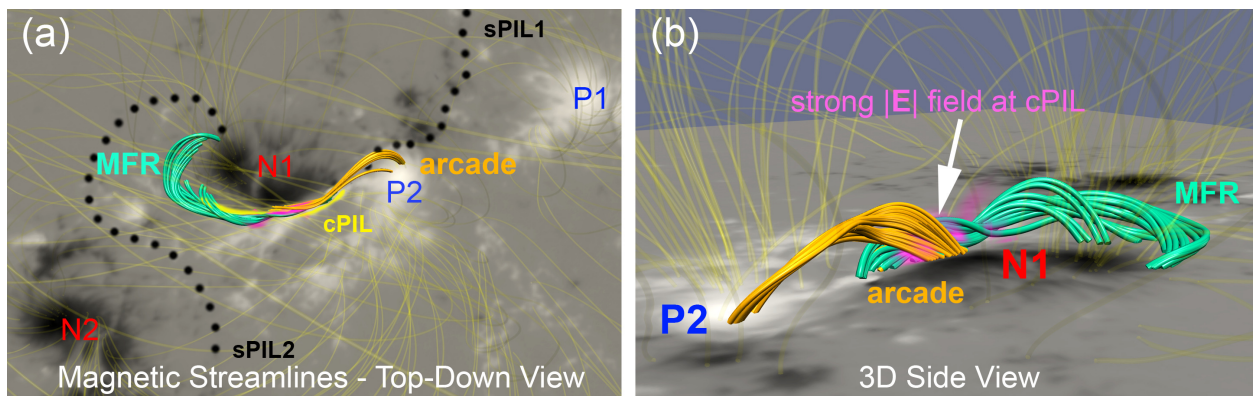 (a)
sPIL1
P1
MFR
N1
arcade
P2
cPIL
N2
sPIL2
Magnetic Streamlines - Top-Down View
(b)
strong |E| field at cPIL
MFR
N1
arcade
P2
3D Side View